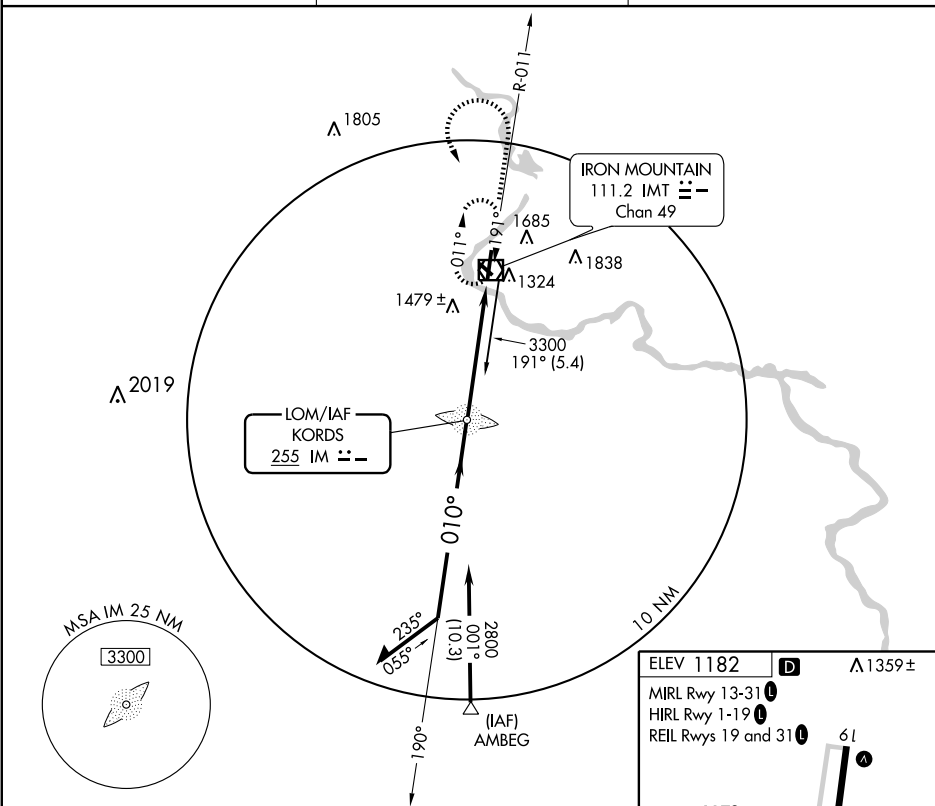 R-011
1805
IRON MOUNTAIN
111.2 IMT
Chan 49
011°
191°
1685
1838
1324
1479 ±
3300
191° (5.4)
2019
LOM/IAF
KORDS
255 IM
010°
MSA IM 25 NM
3300
235°
055°
2800
001°
(10.3)
10 NM
190°
(IAF)
AMBEG
ELEV 1182 D 1359 ±
MIRL Rwy 13-31 L
HIRL Rwy 1-19 L
REIL Rwys 19 and 31 L
19
A